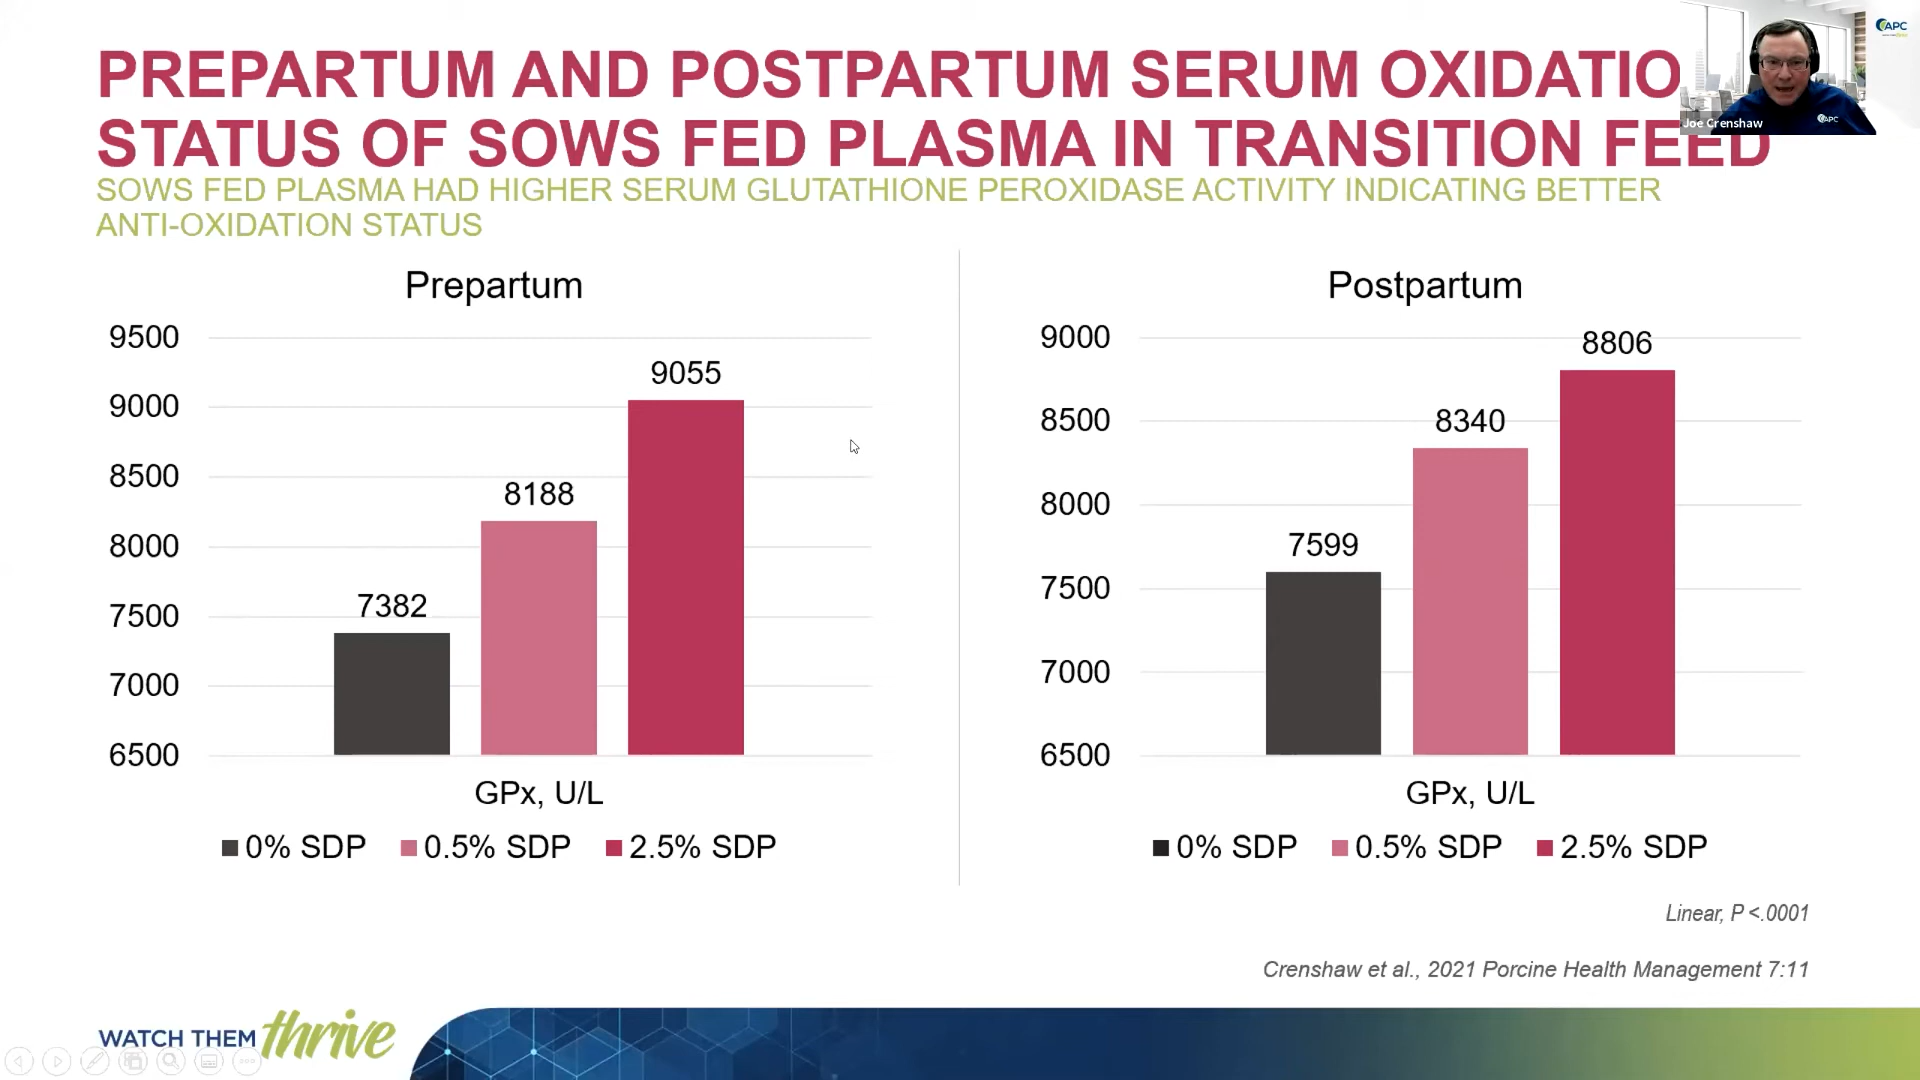 PREPARTUM AND POSTPARTUM SERUM OXIDATIO
STATUS OF SOWS FED PLASMA IN TRANSITION FEED
SOWS FED PLASMA HAD HIGHER SERUM GLUTATHIONE PEROXIDASE ACTIVITY INDICATING BETTER
ANTI-OXIDATION STATUS
APC
Joe Crenshaw
APC
Prepartum
9500
9000
8500
8000
7500
7000
6500
7382
8188
9055
GPx, U/L
0% SDP 0.5% SDP 2.5% SDP
Postpartum
9000
8500
8000
7500
7000
6500
7599
8340
8806
GPx, U/L
0% SDP 0.5% SDP 2.5% SDP
Linear, P <.0001
Crenshaw et al., 2021 Porcine Health Management 7:11
WATCH THEM thrive